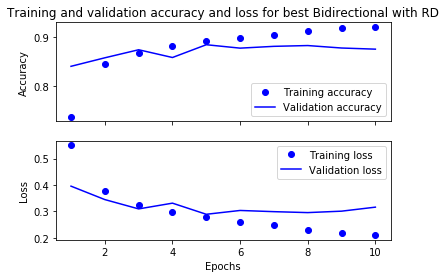 Training and validation accuracy and loss for best Bidirectional with RD
0.9
0.8
Accuracy
Training accuracy
Validation accuracy
0.5
0.4
0.3
0.2
Loss
Training loss
Validation loss
2 4 6 8 10
Epochs